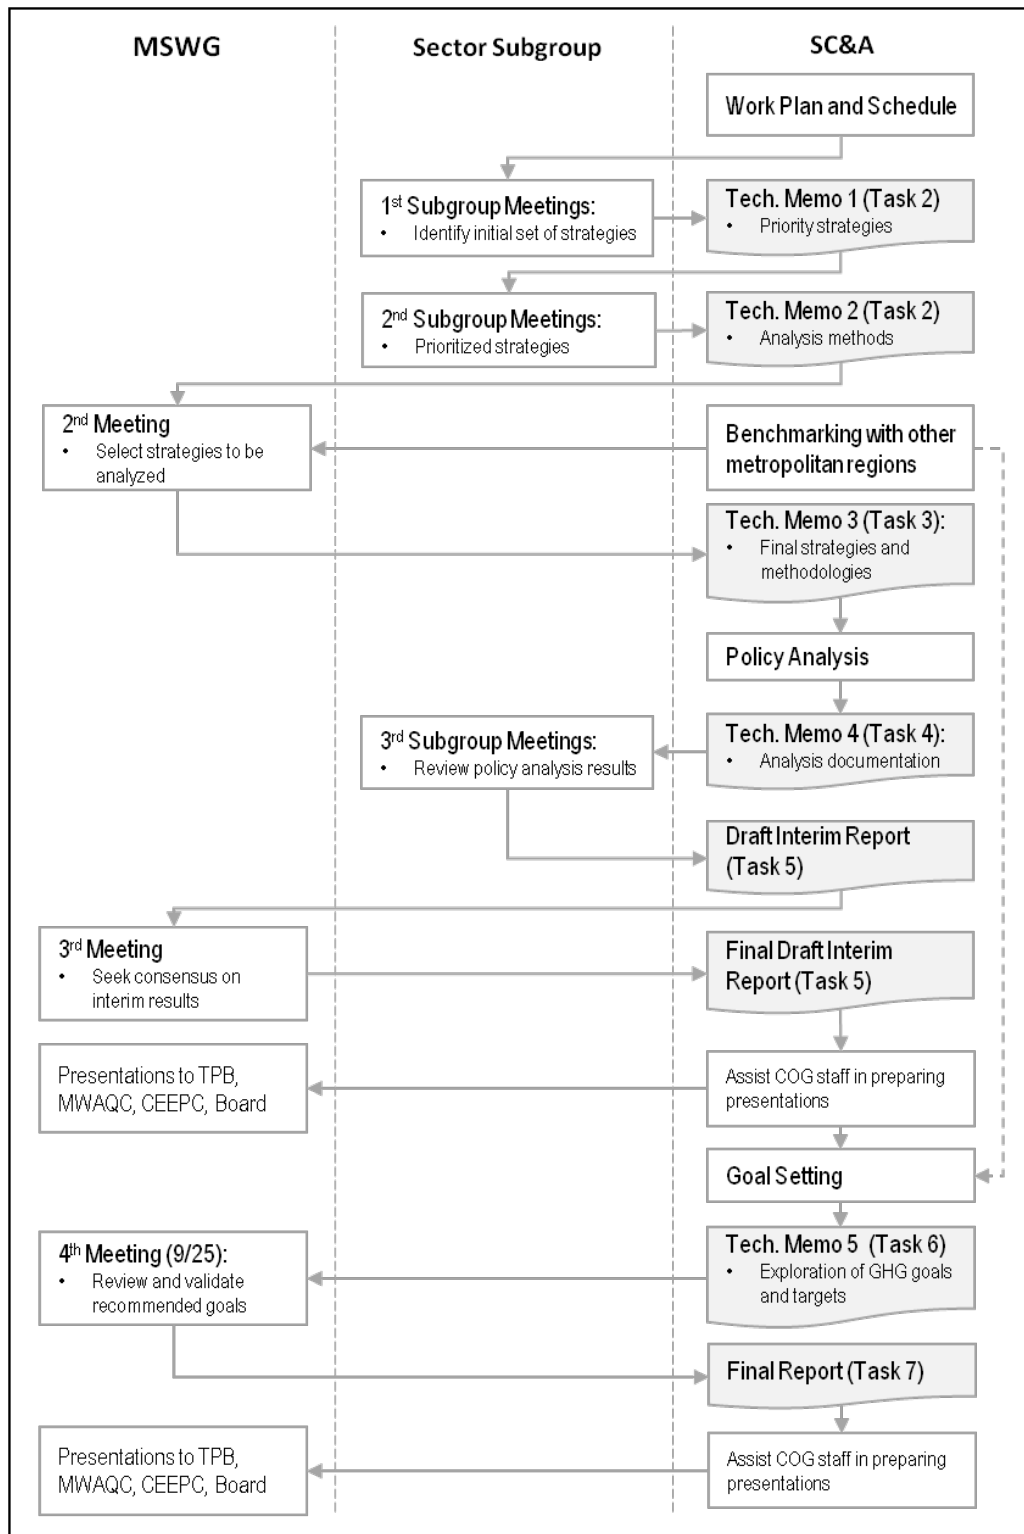 MSWG
Sector Subgroup
SC&A
Work Plan and Schedule
1st Subgroup Meetings:
• Identify initial set of strategies
Tech. Memo 1 (Task 2)
• Priority strategies
2nd Subgroup Meetings:
• Prioritized strategies
Tech. Memo 2 (Task 2)
• Analysis methods
2nd Meeting
• Select strategies to be
analyzed
Benchmarking with other
metropolitan regions
Tech. Memo 3 (Task 3):
• Final strategies and
methodologies
Policy Analysis
Tech. Memo 4 (Task 4):
• Analysis documentation
3rd Subgroup Meetings:
• Review policy analysis results
Draft Interim Report
(Task 5)
3rd Meeting
• Seek consensus on
interim results
Final Draft Interim
Report (Task 5)
Presentations to TPB,
MWAQC, CEEPC, Board
Assist COG staff in preparing
presentations
Goal Setting
4th Meeting (9/25):
• Review and validate
recommended goals
Tech. Memo 5 (Task 6)
• Exploration of GHG goals
and targets
Final Report (Task 7)
Presentations to TPB,
MWAQC, CEEPC, Board
Assist COG staff in preparing
presentations